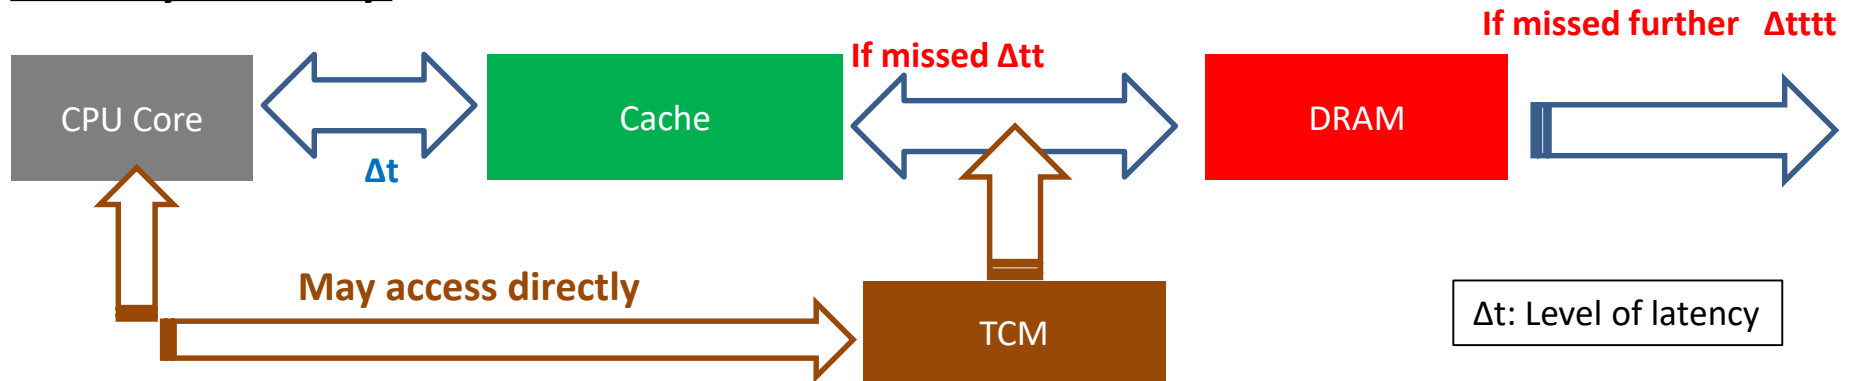 If missed further Δtttt
If missed Δtt
CPU Core
Cache
DRAM
Δt
May access directly
TCM
Δt: Level of latency